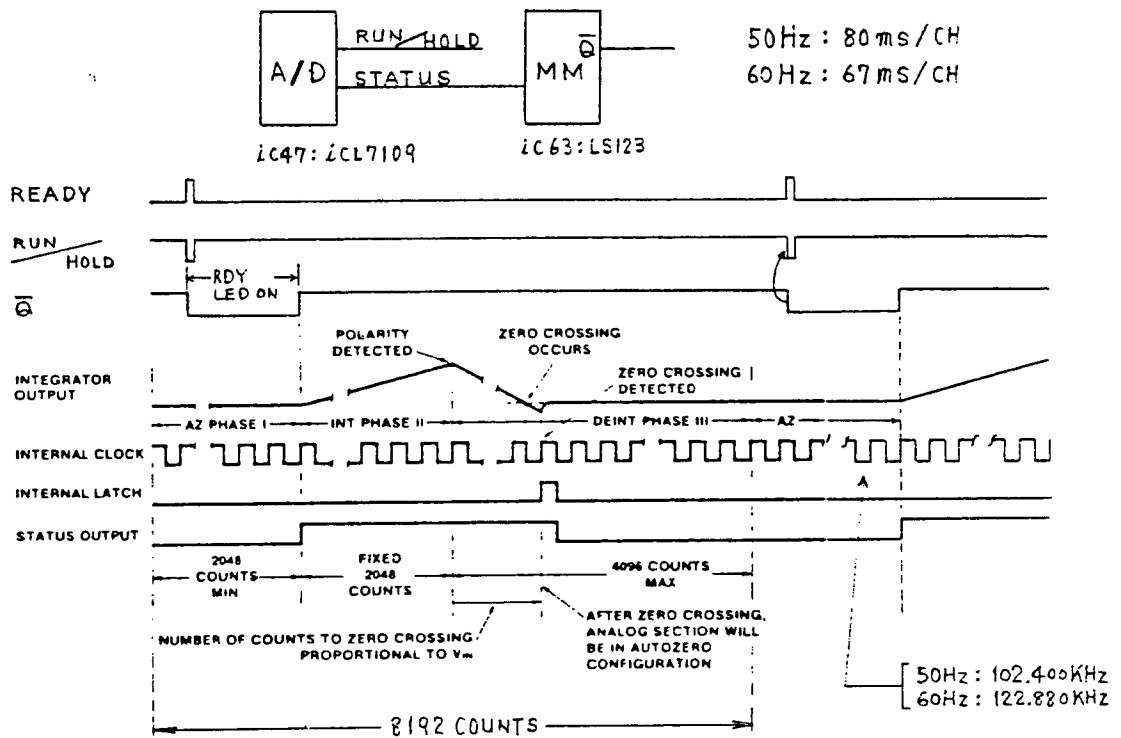 RUN/HOLD
A/D
STATUS
Q
MM
50Hz: 80ms/CH
60Hz: 67ms/CH
iC47: iCL7109
iC63: LS123
READY
RUN/HOLD
Q
RDY
LED ON
POLARITY
DETECTED
ZERO CROSSING
OCCURS
ZERO CROSSING
DETECTED
INTEGRATOR
OUTPUT
AZ PHASE I
INT PHASE II
DEINT PHASE III
AZ
INTERNAL CLOCK
INTERNAL LATCH
STATUS OUTPUT
2048
COUNTS
MIN
FIXED
2048
COUNTS
4096 COUNTS
MAX
NUMBER OF COUNTS TO ZERO CROSSING
PROPORTIONAL TO VIN
AFTER ZERO CROSSING,
ANALOG SECTION WILL
BE IN AUTOZERO
CONFIGURATION
50Hz: 102.400KHz
60Hz: 122.880KHz
8192 COUNTS